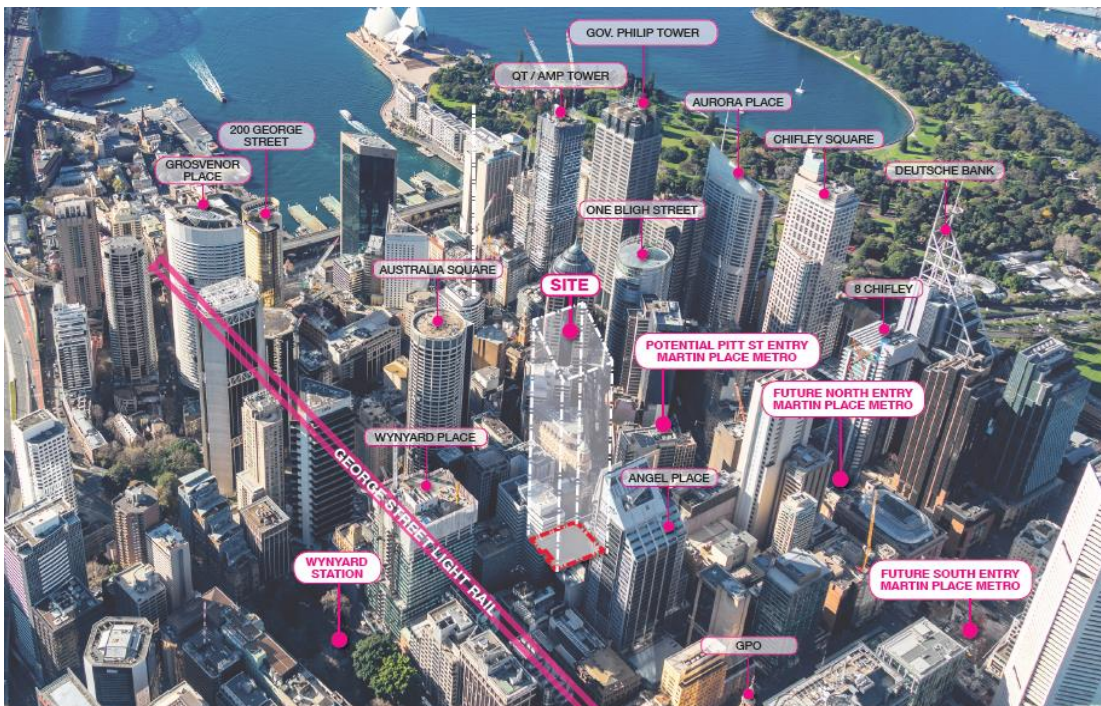 GOV. PHILIP TOWER
QT / AMP TOWER
AURORA PLACE
200 GEORGE
STREET
CHIFLEY SQUARE
GROSVENOR
PLACE
DEUTSCHE BANK
ONE BLIGH STREET
AUSTRALIA SQUARE
SITE
8 CHIFLEY
POTENTIAL PITT ST ENTRY
MARTIN PLACE METRO
FUTURE NORTH ENTRY
MARTIN PLACE METRO
WYNYARD PLACE
GEORGE STREET LIGHT RAIL
ANGEL PLACE
WYNYARD
STATION
FUTURE SOUTH ENTRY
MARTIN PLACE METRO
GPO